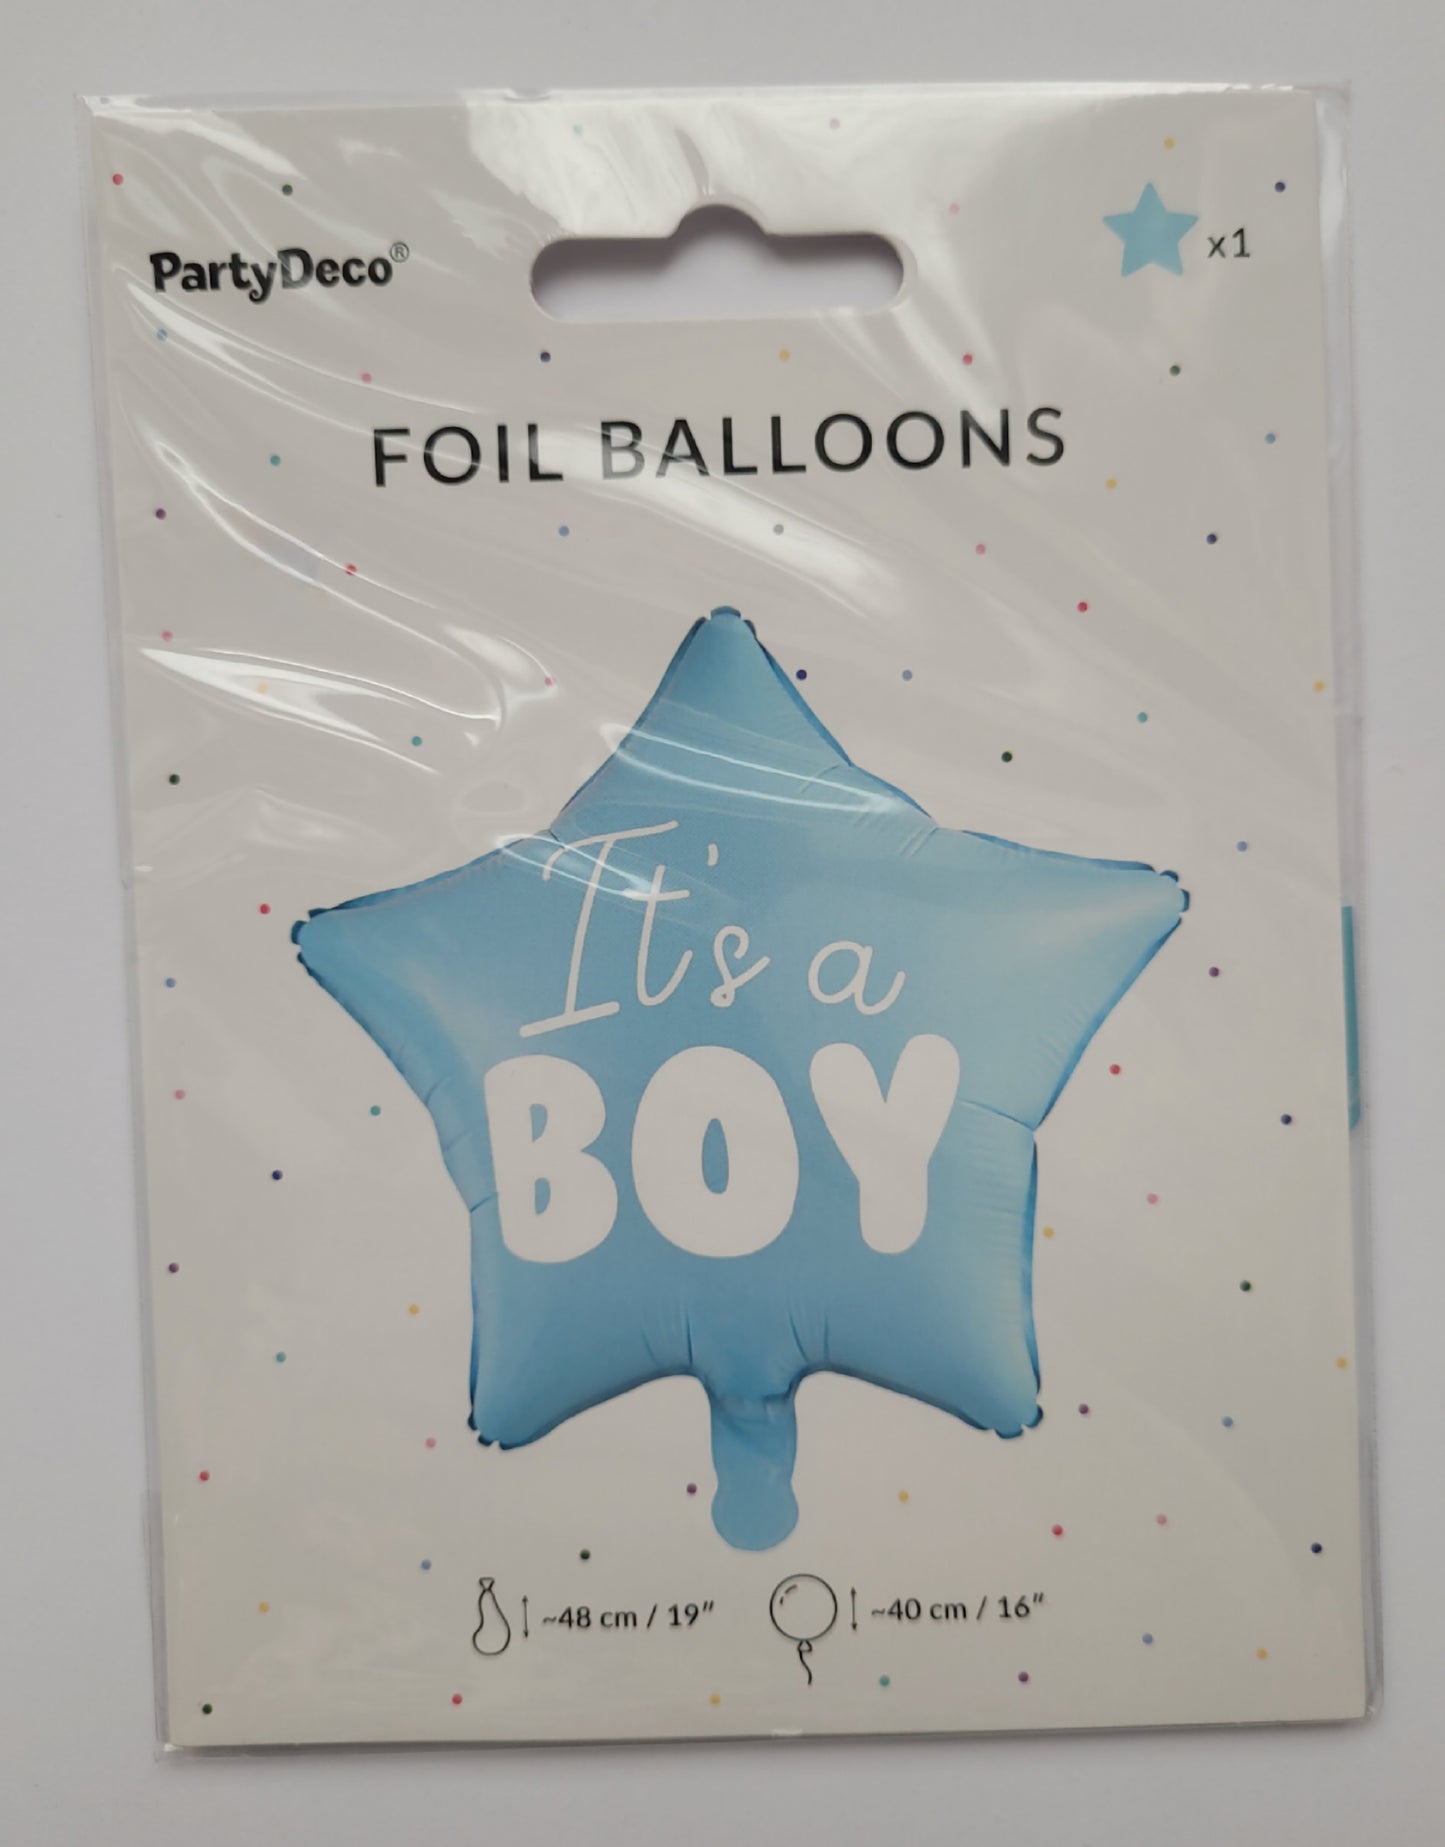 PartyDeco®
x1
FOIL BALLOONS
It's a
BOY
~48 cm / 19"
~40 cm / 16"